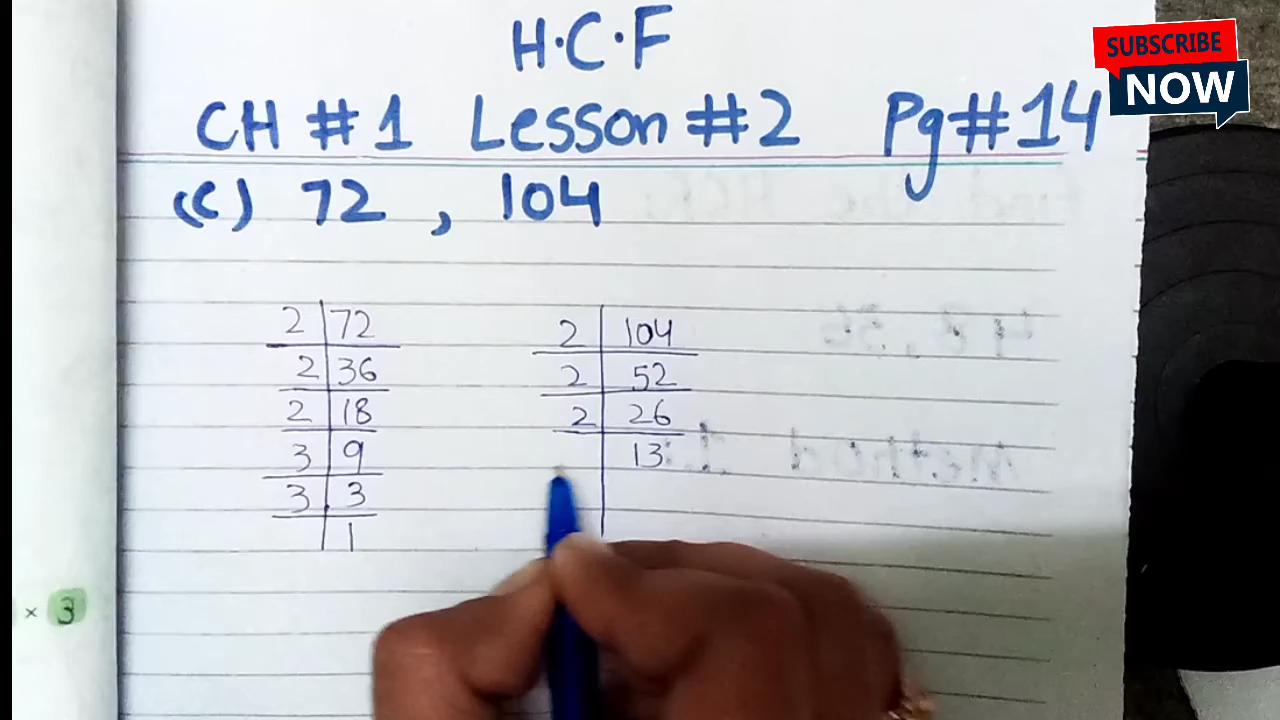 H.C.F
SUBSCRIBE
NOW
CH #1 Lesson #2 Pg#14
(C) 72 , 104
2 72
2 36
2 18
3 9
3 3
1
2 104
2 52
2 26
13
× 3